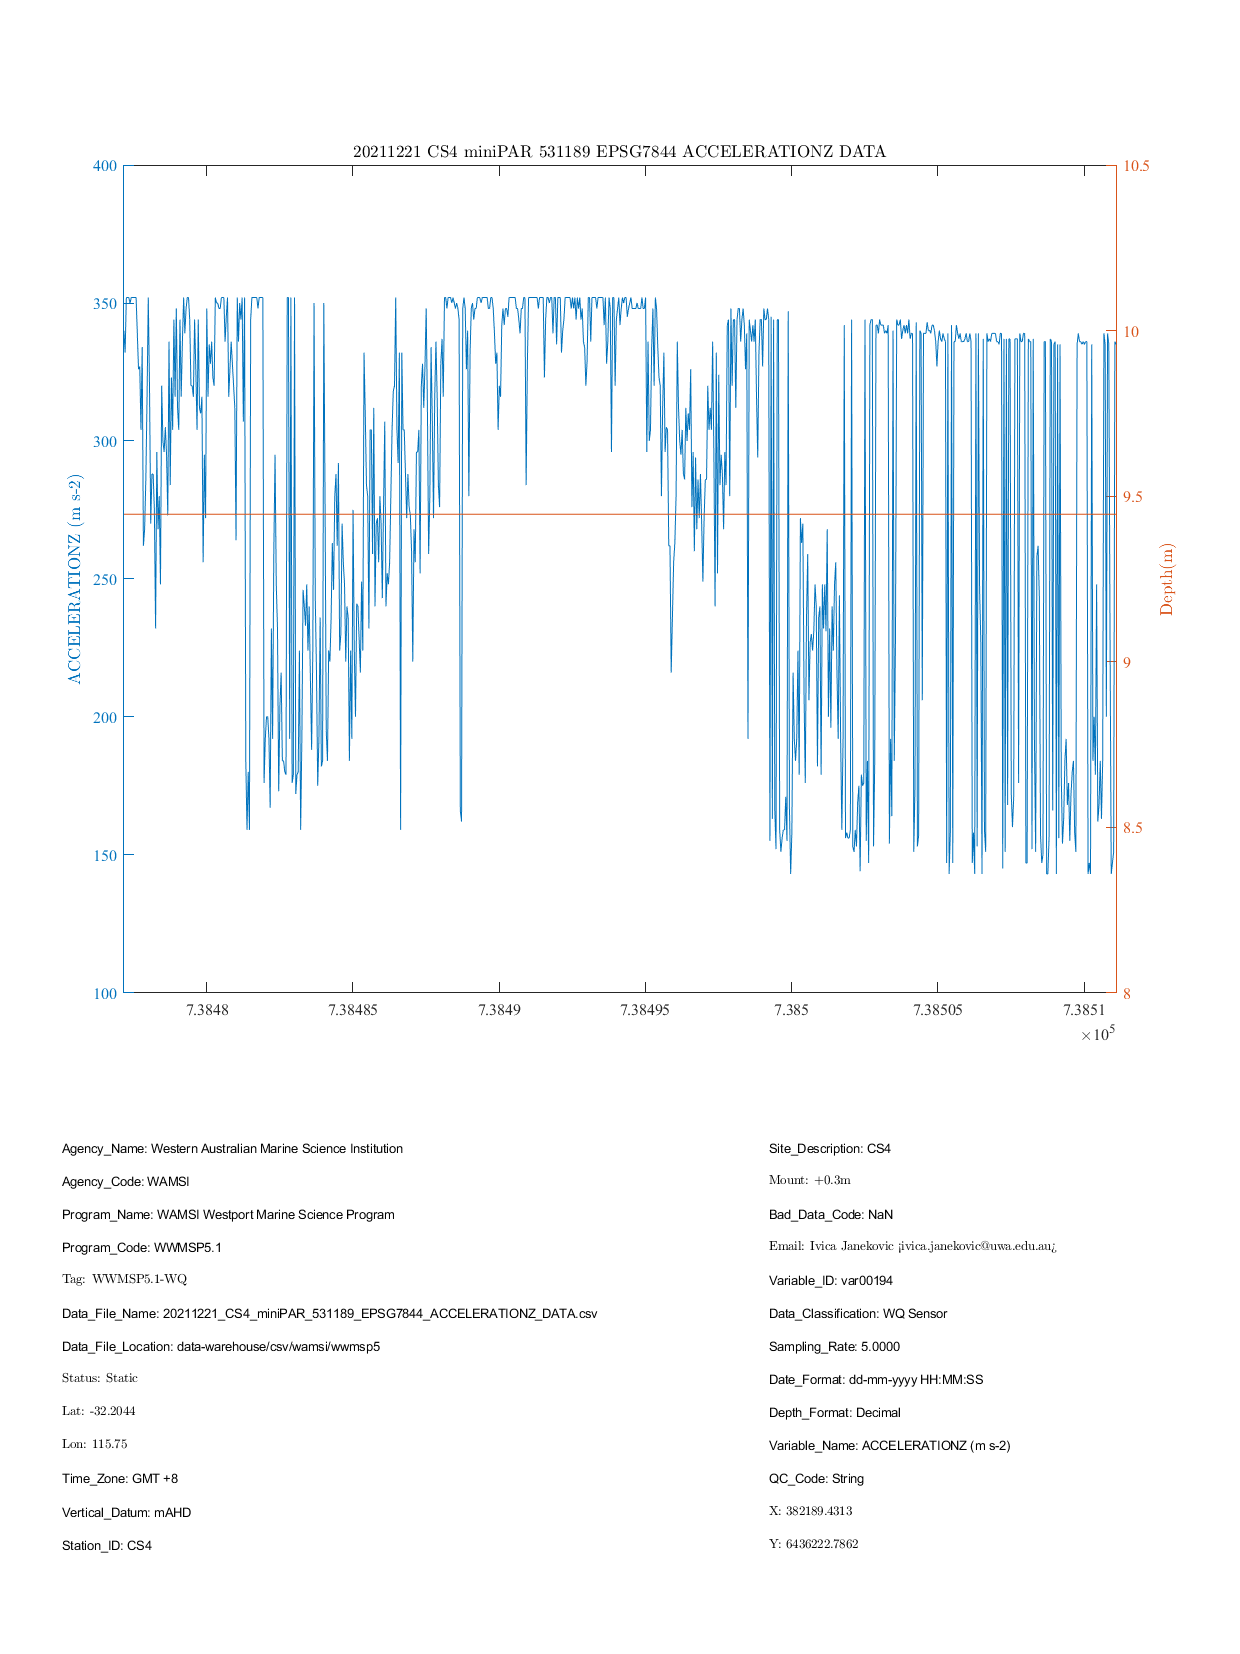 20211221 CS4 miniPAR 531189 EPSG7844 ACCELERATIONZ DATA
400
350
300
250
200
150
100
ACCELERATIONZ (m s-2)
10.5
10
9.5
9
8.5
8
Depth(m)
7.3848 7.38485 7.3849 7.38495 7.385 7.38505 7.3851
×10^5
Agency_Name: Western Australian Marine Science Institution
Agency_Code: WAMSI
Program_Name: WAMSI Westport Marine Science Program
Program_Code: WWMSP5.1
Tag: WWMSP5.1-WQ
Data_File_Name: 20211221_CS4_miniPAR_531189_EPSG7844_ACCELERATIONZ_DATA.csv
Data_File_Location: data-warehouse/csv/wamsi/wwmsp5
Status: Static
Lat: -32.2044
Lon: 115.75
Time_Zone: GMT +8
Vertical_Datum: mAHD
Station_ID: CS4
Site_Description: CS4
Mount: +0.3m
Bad_Data_Code: NaN
Email: Ivica Janekovic ¡ivica.janekovic@uwa.edu.au¿
Variable_ID: var00194
Data_Classification: WQ Sensor
Sampling_Rate: 5.0000
Date_Format: dd-mm-yyyy HH:MM:SS
Depth_Format: Decimal
Variable_Name: ACCELERATIONZ (m s-2)
QC_Code: String
X: 382189.4313
Y: 6436222.7862